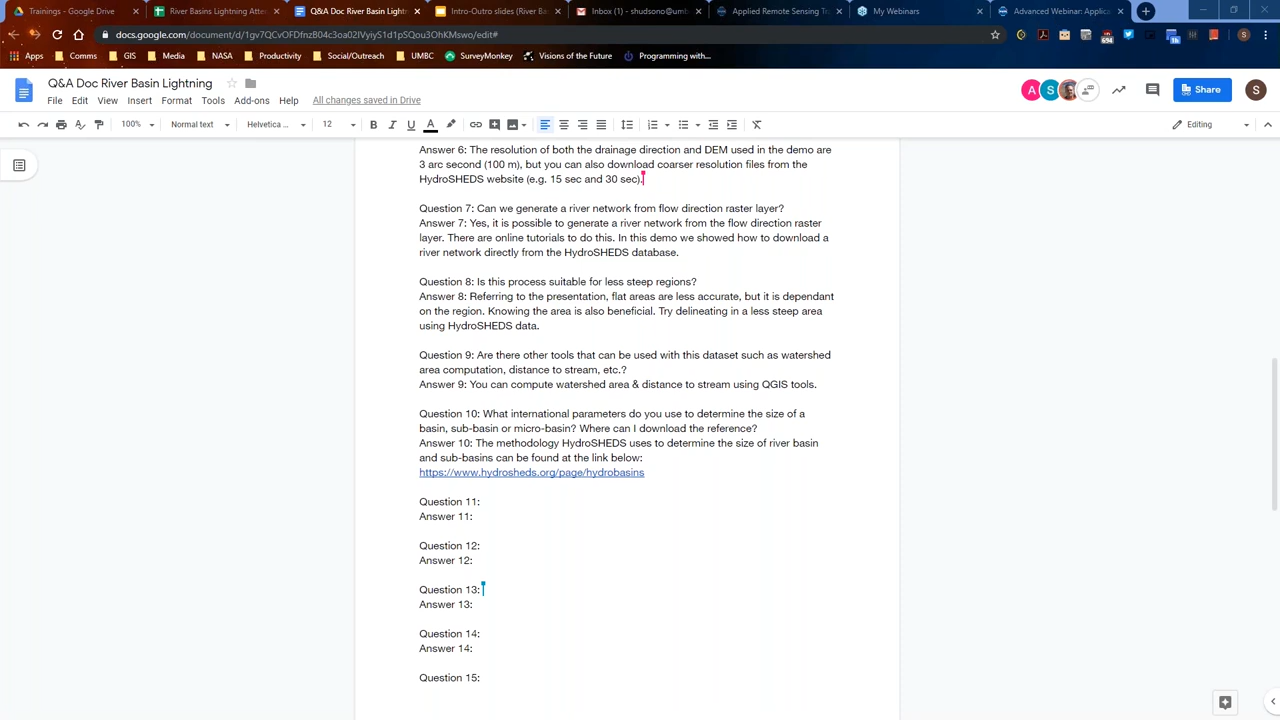 Trainings - Google Drive
River Basins Lightning Atte
Q&A Doc River Basin Lightnin
Intro-Outro slides (River Bas
Inbox (1) - shudsono@umb
Applied Remote Sensing Tra
My Webinars
Advanced Webinar: Applica
docs.google.com/document/d/1gv7QCvOFDfnzB04c3oa02IVyiyS1d1pSQou3OhKMswo/edit#
Apps
Comms
GIS
Media
NASA
Productivity
Social/Outreach
UMBC
SurveyMonkey
Visions of the Future
Programming with...
Q&A Doc River Basin Lightning
File Edit View Insert Format Tools Add-ons Help All changes saved in Drive
A S Share S
100% Normal text Helvetica ... 12 B I U A Editing
Answer 6: The resolution of both the drainage direction and DEM used in the demo are
3 arc second (100 m), but you can also download coarser resolution files from the
HydroSHEDS website (e.g. 15 sec and 30 sec).
Question 7: Can we generate a river network from flow direction raster layer?
Answer 7: Yes, it is possible to generate a river network from the flow direction raster
layer. There are online tutorials to do this. In this demo we showed how to download a
river network directly from the HydroSHEDS database.
Question 8: Is this process suitable for less steep regions?
Answer 8: Referring to the presentation, flat areas are less accurate, but it is dependant
on the region. Knowing the area is also beneficial. Try delineating in a less steep area
using HydroSHEDS data.
Question 9: Are there other tools that can be used with this dataset such as watershed
area computation, distance to stream, etc.?
Answer 9: You can compute watershed area & distance to stream using QGIS tools.
Question 10: What international parameters do you use to determine the size of a
basin, sub-basin or micro-basin? Where can I download the reference?
Answer 10: The methodology HydroSHEDS uses to determine the size of river basin
and sub-basins can be found at the link below:
https://www.hydrosheds.org/page/hydrobasins
Question 11:
Answer 11:
Question 12:
Answer 12:
Question 13:
Answer 13:
Question 14:
Answer 14:
Question 15: